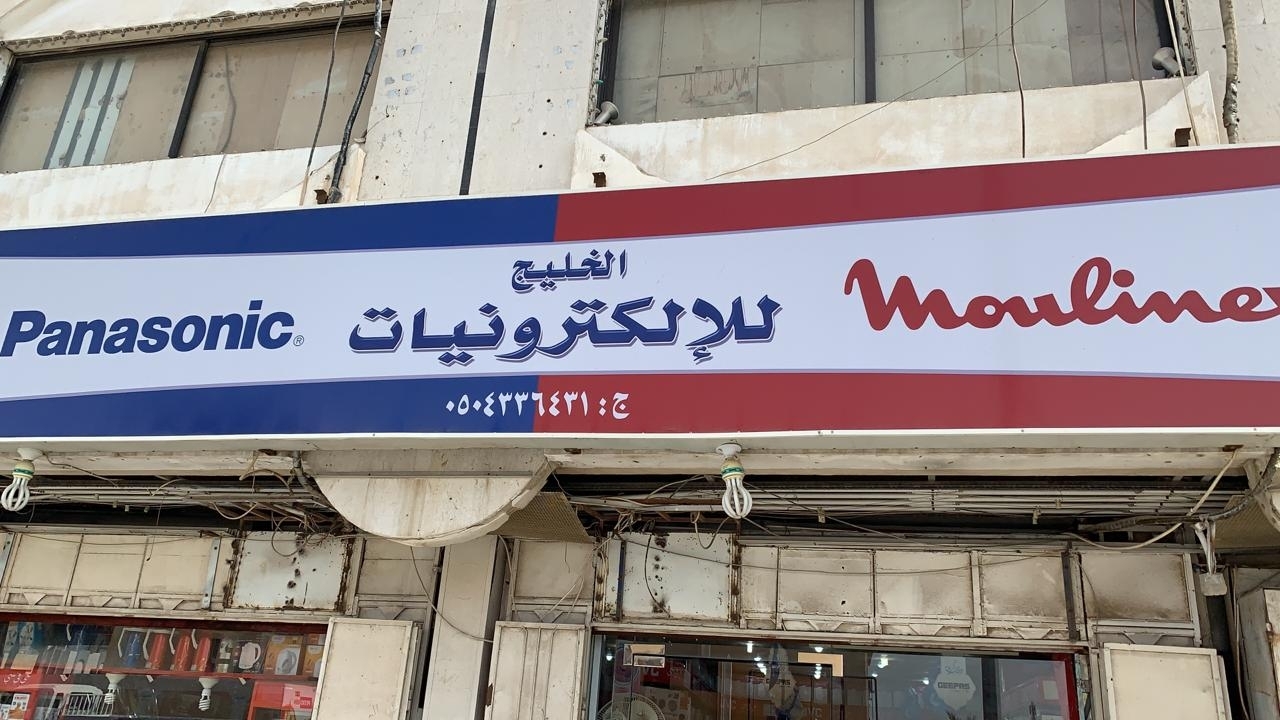 الخليج
Panasonic®
للإلكترونيات
Mouline
ج: ٠٥٠٤٣٣٦٤٣١
GEEPAS